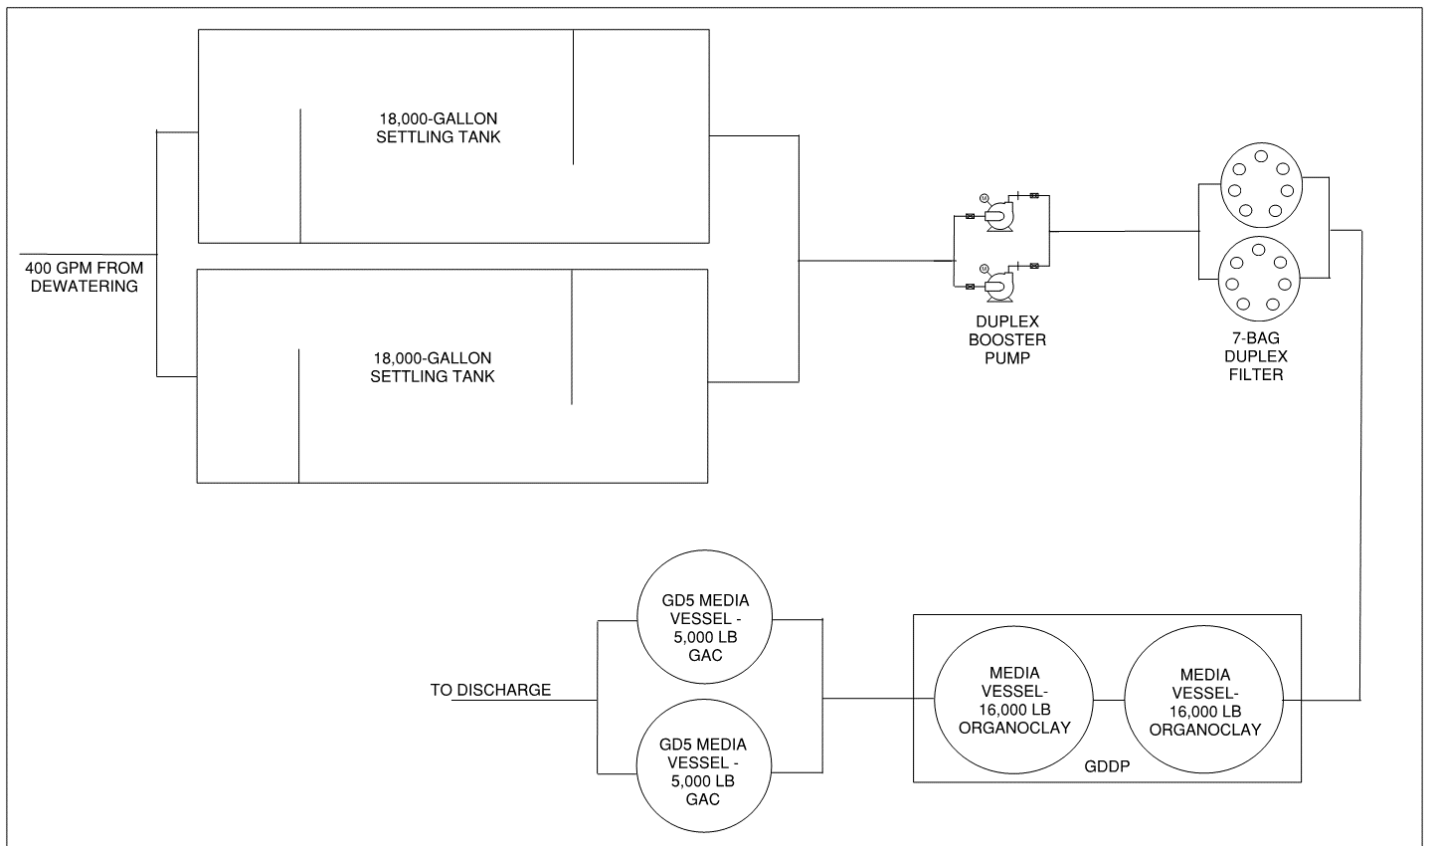 18,000-GALLON
SETTLING TANK
400 GPM FROM
DEWATERING
18,000-GALLON
SETTLING TANK
M
M
DUPLEX
BOOSTER
PUMP
7-BAG
DUPLEX
FILTER
GD5 MEDIA
VESSEL -
5,000 LB
GAC
TO DISCHARGE
GD5 MEDIA
VESSEL -
5,000 LB
GAC
MEDIA
VESSEL-
16,000 LB
ORGANOCLAY
MEDIA
VESSEL-
16,000 LB
ORGANOCLAY
GDDP